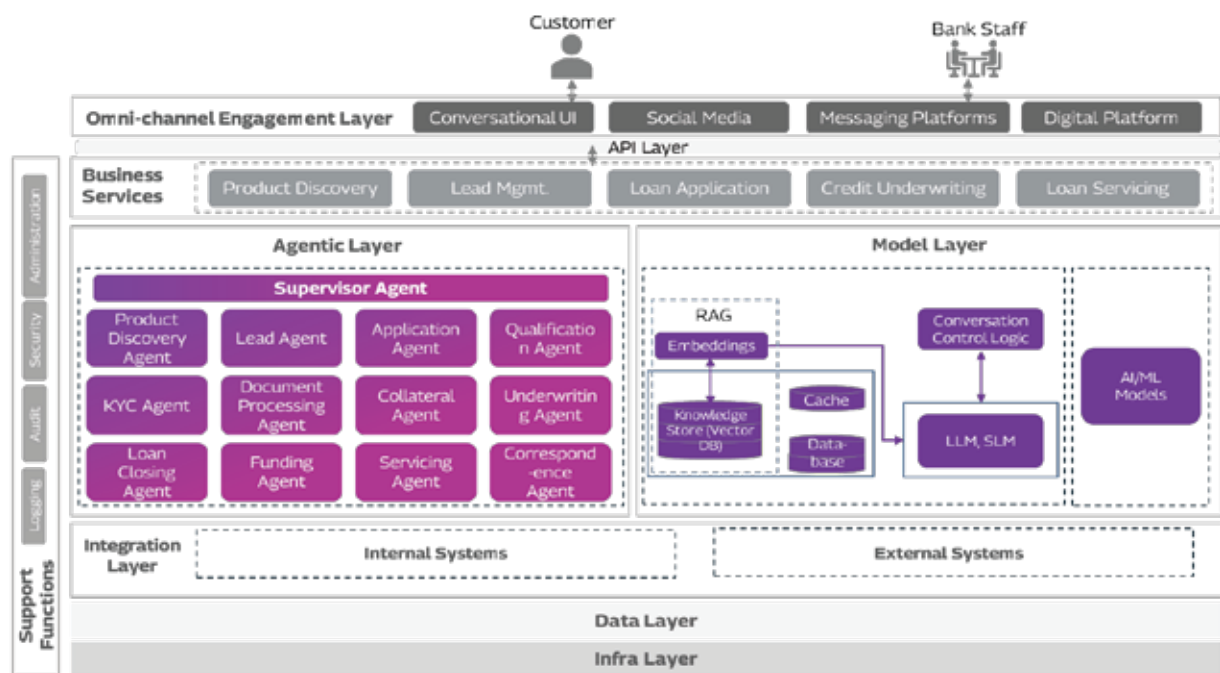 Customer
Bank Staff
Omni-channel Engagement Layer
Conversational UI
Social Media
Messaging Platforms
Digital Platform
API Layer
Business
Services
Product Discovery
Lead Mgmt.
Loan Application
Credit Underwriting
Loan Servicing
Administration
Security
Audit
Logging
Support
Functions
Agentic Layer
Supervisor Agent
Product
Discovery
Agent
Lead Agent
Application
Agent
Qualificatio
n Agent
KYC Agent
Document
Processing
Agent
Collateral
Agent
Underwritin
g Agent
Loan
Closing
Agent
Funding
Agent
Servicing
Agent
Correspond
-ence
Agent
Model Layer
RAG
Embeddings
Knowledge
Store (Vector
DB)
Cache
Data-
base
Conversation
Control Logic
LLM, SLM
AI/ML
Models
Integration
Layer
Internal Systems
External Systems
Data Layer
Infra Layer